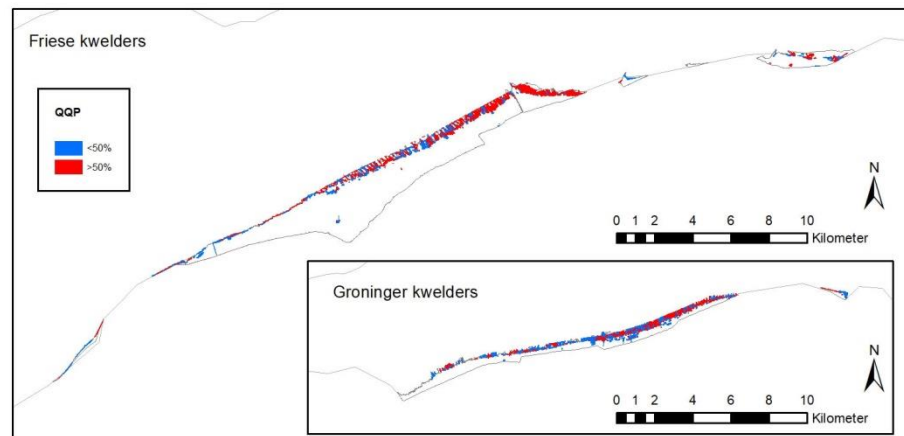 Friese kwelders
QQP
<50%
>50%
N
0 1 2 4 6 8 10
Kilometer
Groninger kwelders
N
0 1 2 4 6 8 10
Kilometer